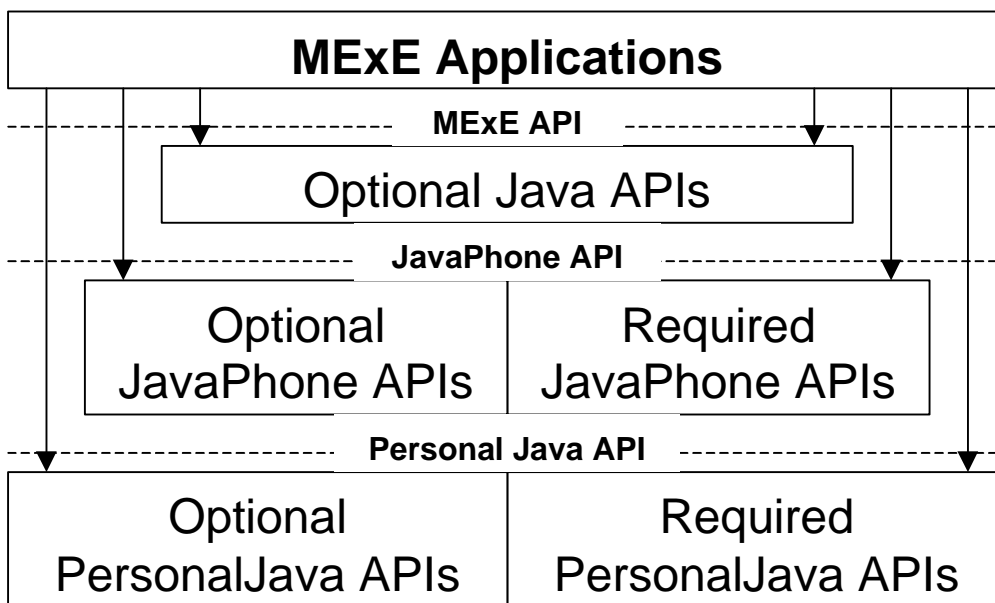 MExE Applications
MExE API
Optional Java APIs
JavaPhone API
Optional
JavaPhone APIs
Required
JavaPhone APIs
Personal Java API
Optional
PersonalJava APIs
Required
PersonalJava APIs